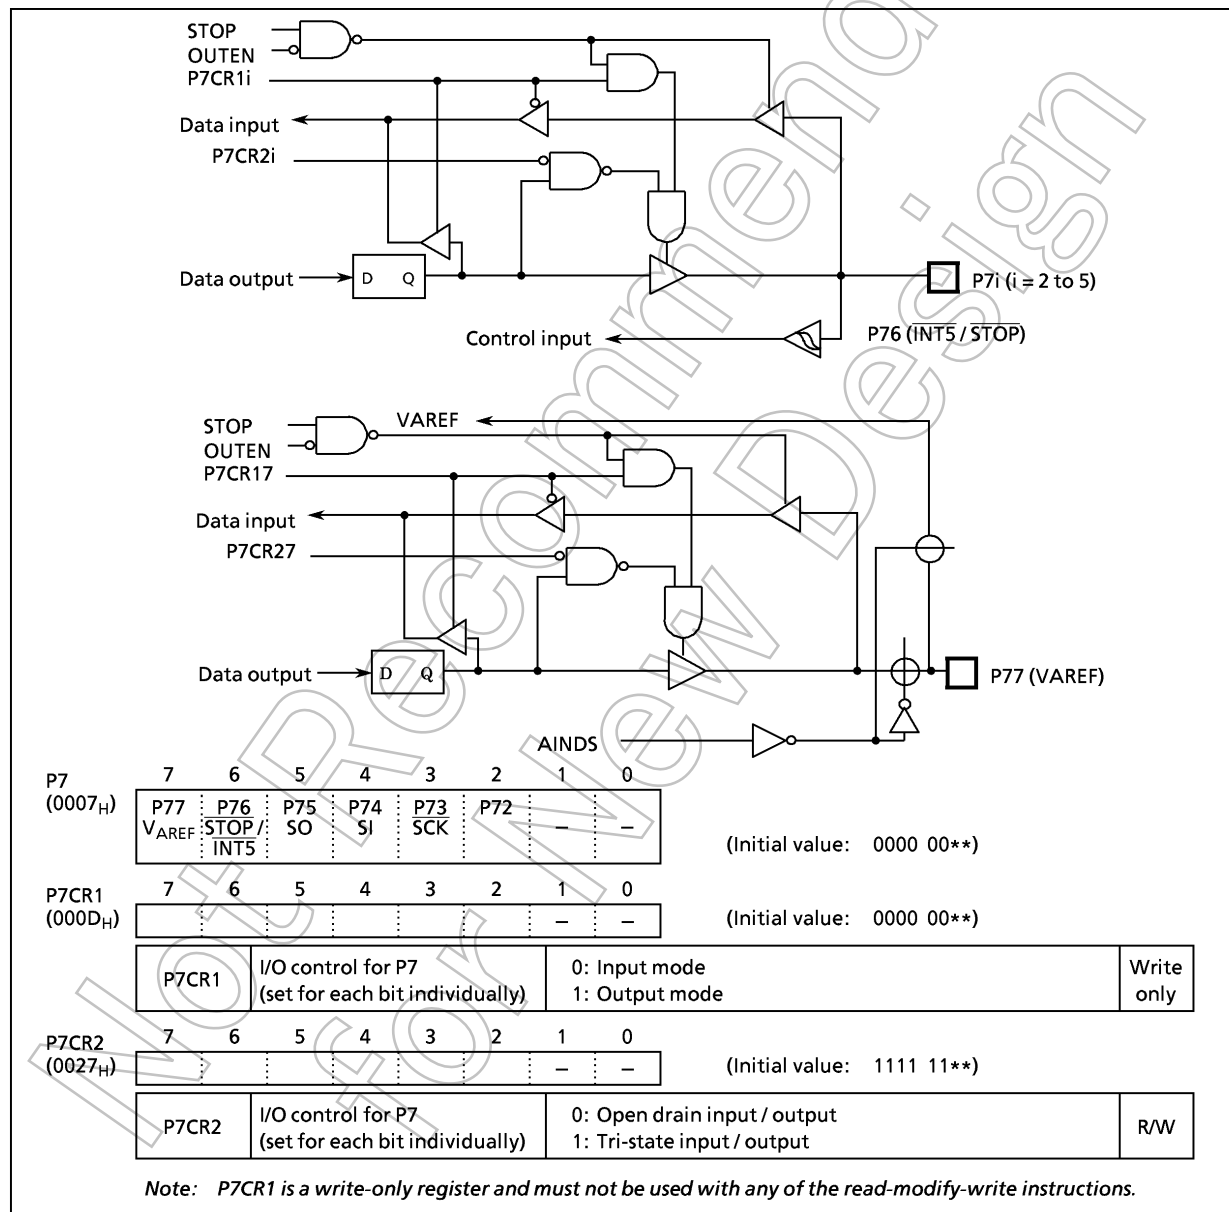 STOP
OUTEN
P7CR1i
Data input
P7CR2i
Data output
D Q
P7i (i = 2 to 5)
Control input
P76 (INT5 / STOP)
STOP VAREF
OUTEN
P7CR17
Data input
P7CR27
Data output
D Q
P77 (VAREF)
AINDS
P7 7 6 5 4 3 2 1 0
(0007H)
P77 P76 P75 P74 P73 P72
VAREF STOP / SO SI SCK – –
INT5
(Initial value: 0000 00**)
P7CR1 7 6 5 4 3 2 1 0
(000DH) – – (Initial value: 0000 00**)
P7CR1
I/O control for P7
(set for each bit individually)
0: Input mode
1: Output mode
Write
only
P7CR2 7 6 5 4 3 2 1 0
(0027H) – – (Initial value: 1111 11**)
P7CR2
I/O control for P7
(set for each bit individually)
0: Open drain input / output
1: Tri-state input / output
R/W
Note: P7CR1 is a write-only register and must not be used with any of the read-modify-write instructions.
Not Recommend
for New Design